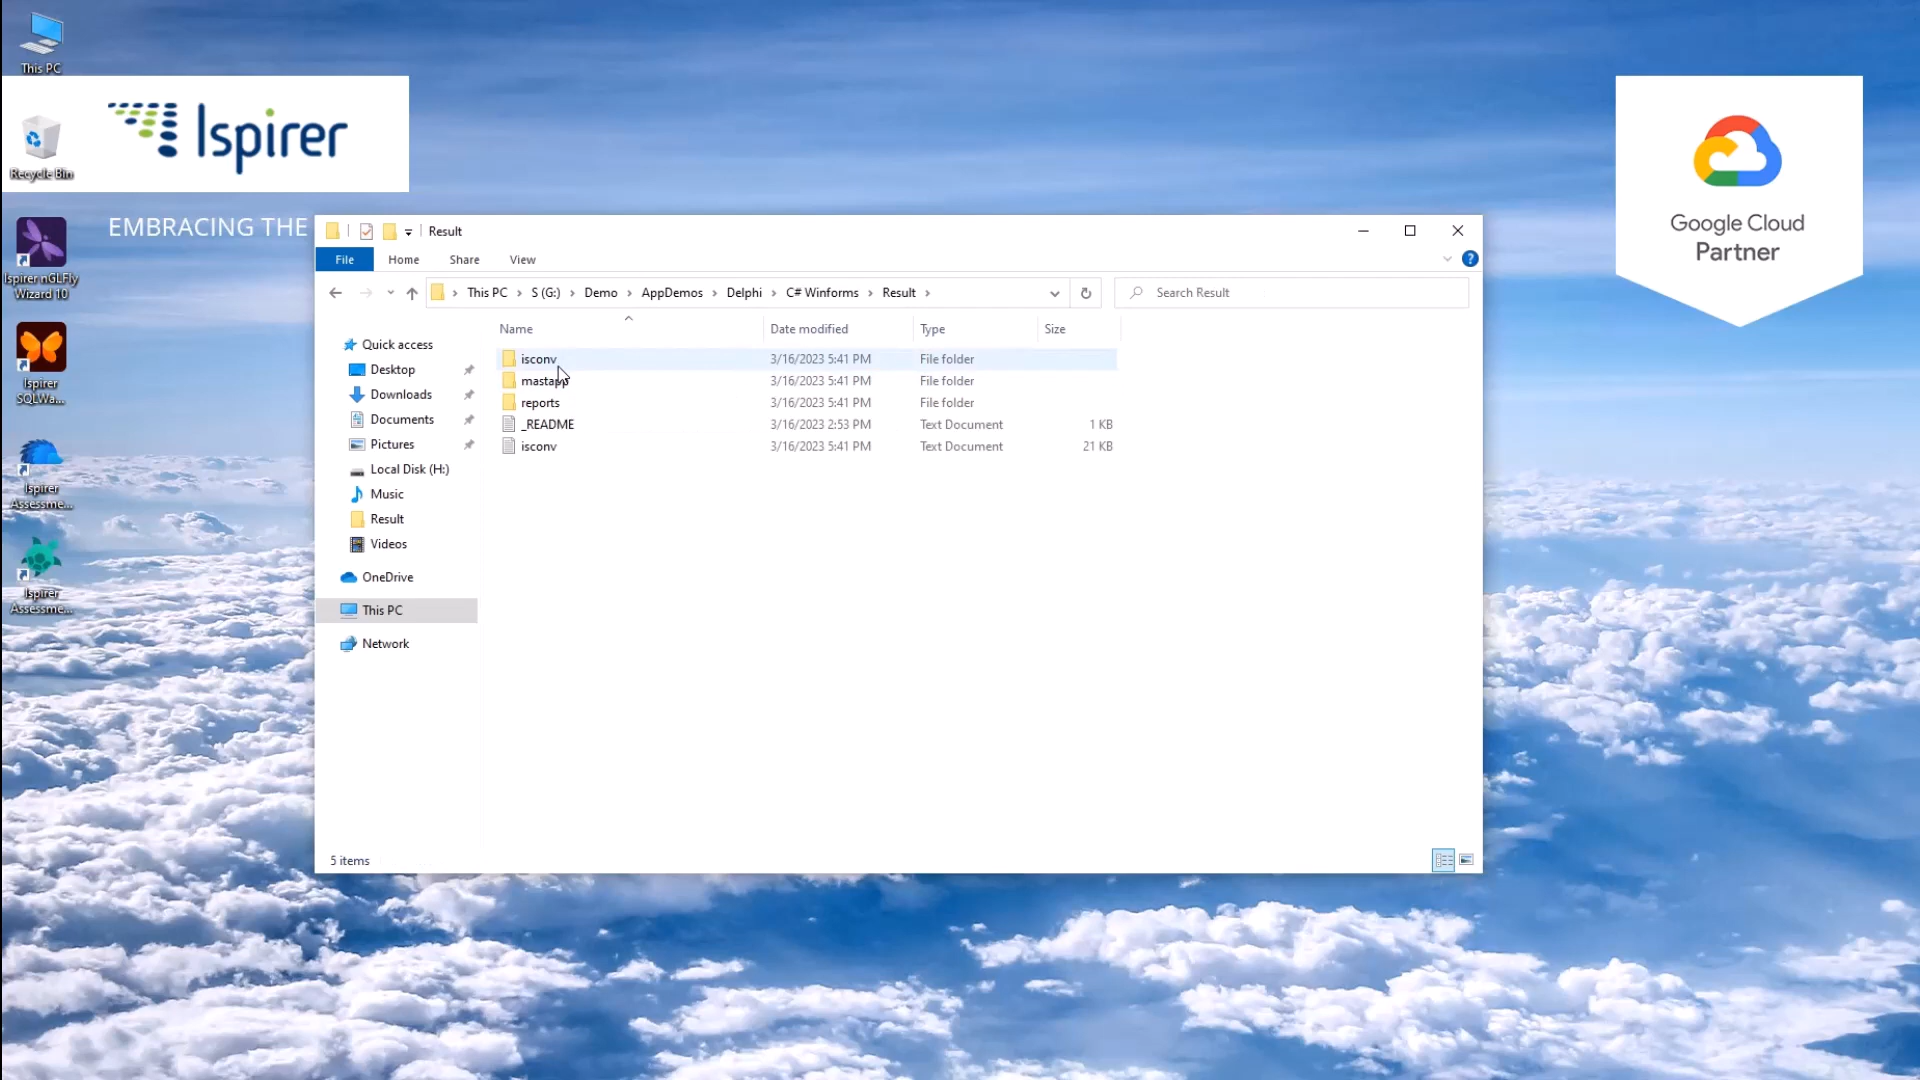 This PC
Ispirer
Recycle Bin
EMBRACING THE
Ispirer nGLFly
Wizard 10
Ispirer
SQLWa...
Ispirer
Assessme...
Ispirer
Assessme...
Google Cloud
Partner
Result
File Home Share View
This PC S (G:) Demo AppDemos Delphi C# Winforms Result
Search Result
Quick access
Desktop
Downloads
Documents
Pictures
Local Disk (H:)
Music
Result
Videos
OneDrive
This PC
Network
Name Date modified Type Size
isconv 3/16/2023 5:41 PM File folder
mastapp 3/16/2023 5:41 PM File folder
reports 3/16/2023 5:41 PM File folder
_README 3/16/2023 2:53 PM Text Document 1 KB
isconv 3/16/2023 5:41 PM Text Document 21 KB
5 items